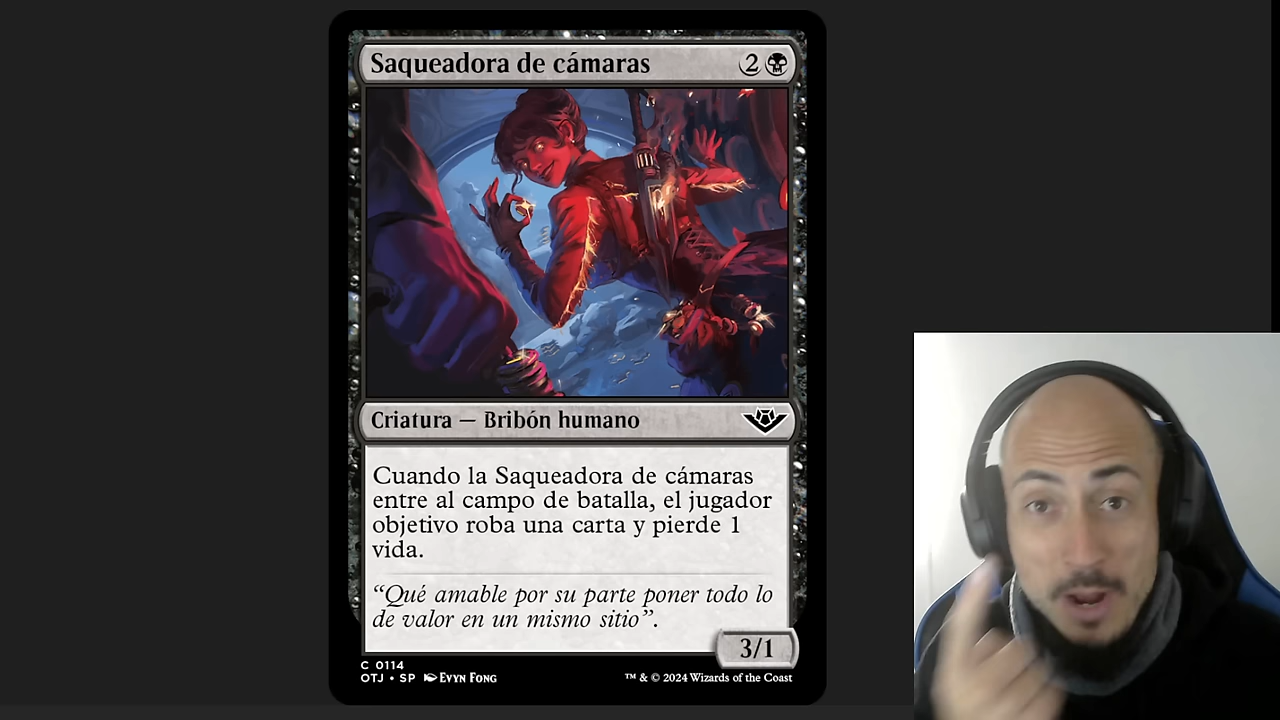 Saqueadora de cámaras 2
Criatura — Bribón humano
Cuando la Saqueadora de cámaras
entre al campo de batalla, el jugador
objetivo roba una carta y pierde 1
vida.
“Qué amable por su parte poner todo lo
de valor en un mismo sitio”.
3/1
C 0114
OTJ • SP Evyn Fong
™ & © 2024 Wizards of the Coast